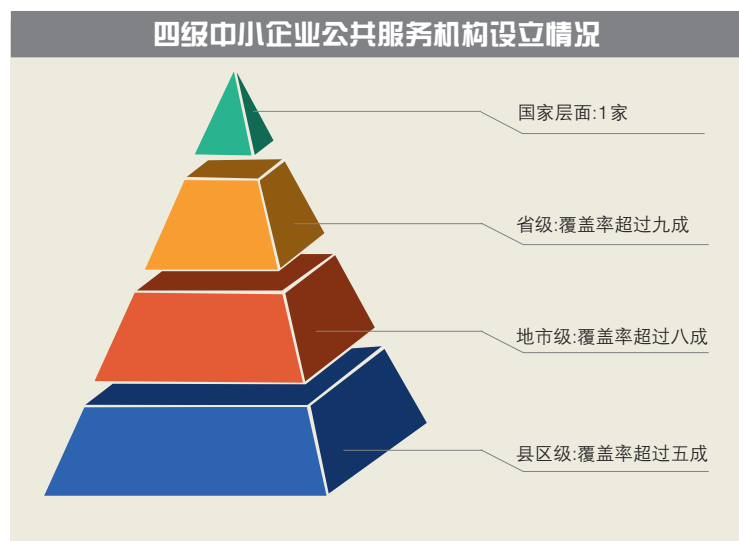 四级中小企业公共服务机构设立情况
国家层面:1家
省级:覆盖率超过九成
地市级:覆盖率超过八成
县区级:覆盖率超过五成